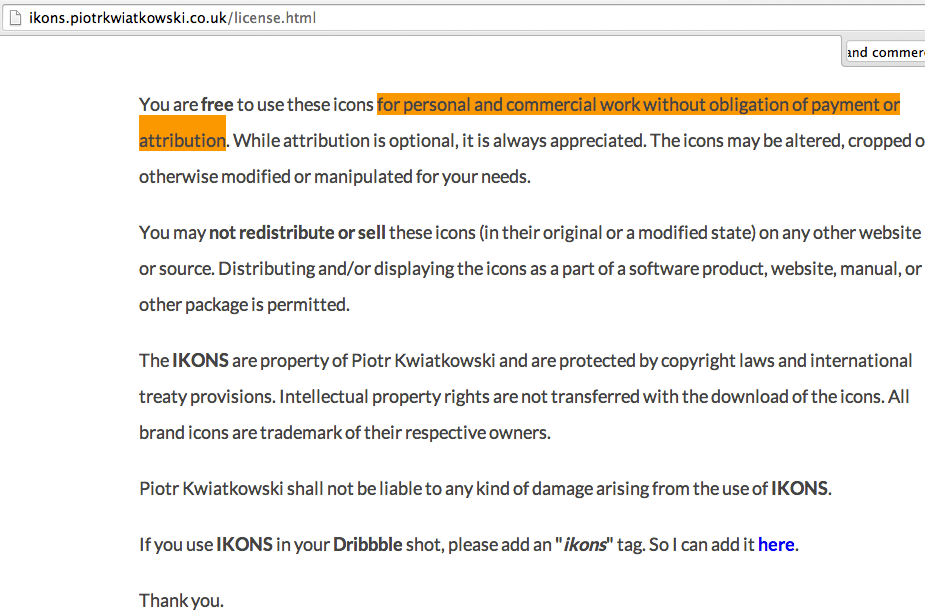 ikons.piotrkwiatkowski.co.uk/license.html
and commer
You are free to use these icons for personal and commercial work without obligation of payment or
attribution. While attribution is optional, it is always appreciated. The icons may be altered, cropped o
otherwise modified or manipulated for your needs.
You may not redistribute or sell these icons (in their original or a modified state) on any other website
or source. Distributing and/or displaying the icons as a part of a software product, website, manual, or
other package is permitted.
The IKONS are property of Piotr Kwiatkowski and are protected by copyright laws and international
treaty provisions. Intellectual property rights are not transferred with the download of the icons. All
brand icons are trademark of their respective owners.
Piotr Kwiatkowski shall not be liable to any kind of damage arising from the use of IKONS.
If you use IKONS in your Dribbble shot, please add an "ikons" tag. So I can add it here.
Thank you.